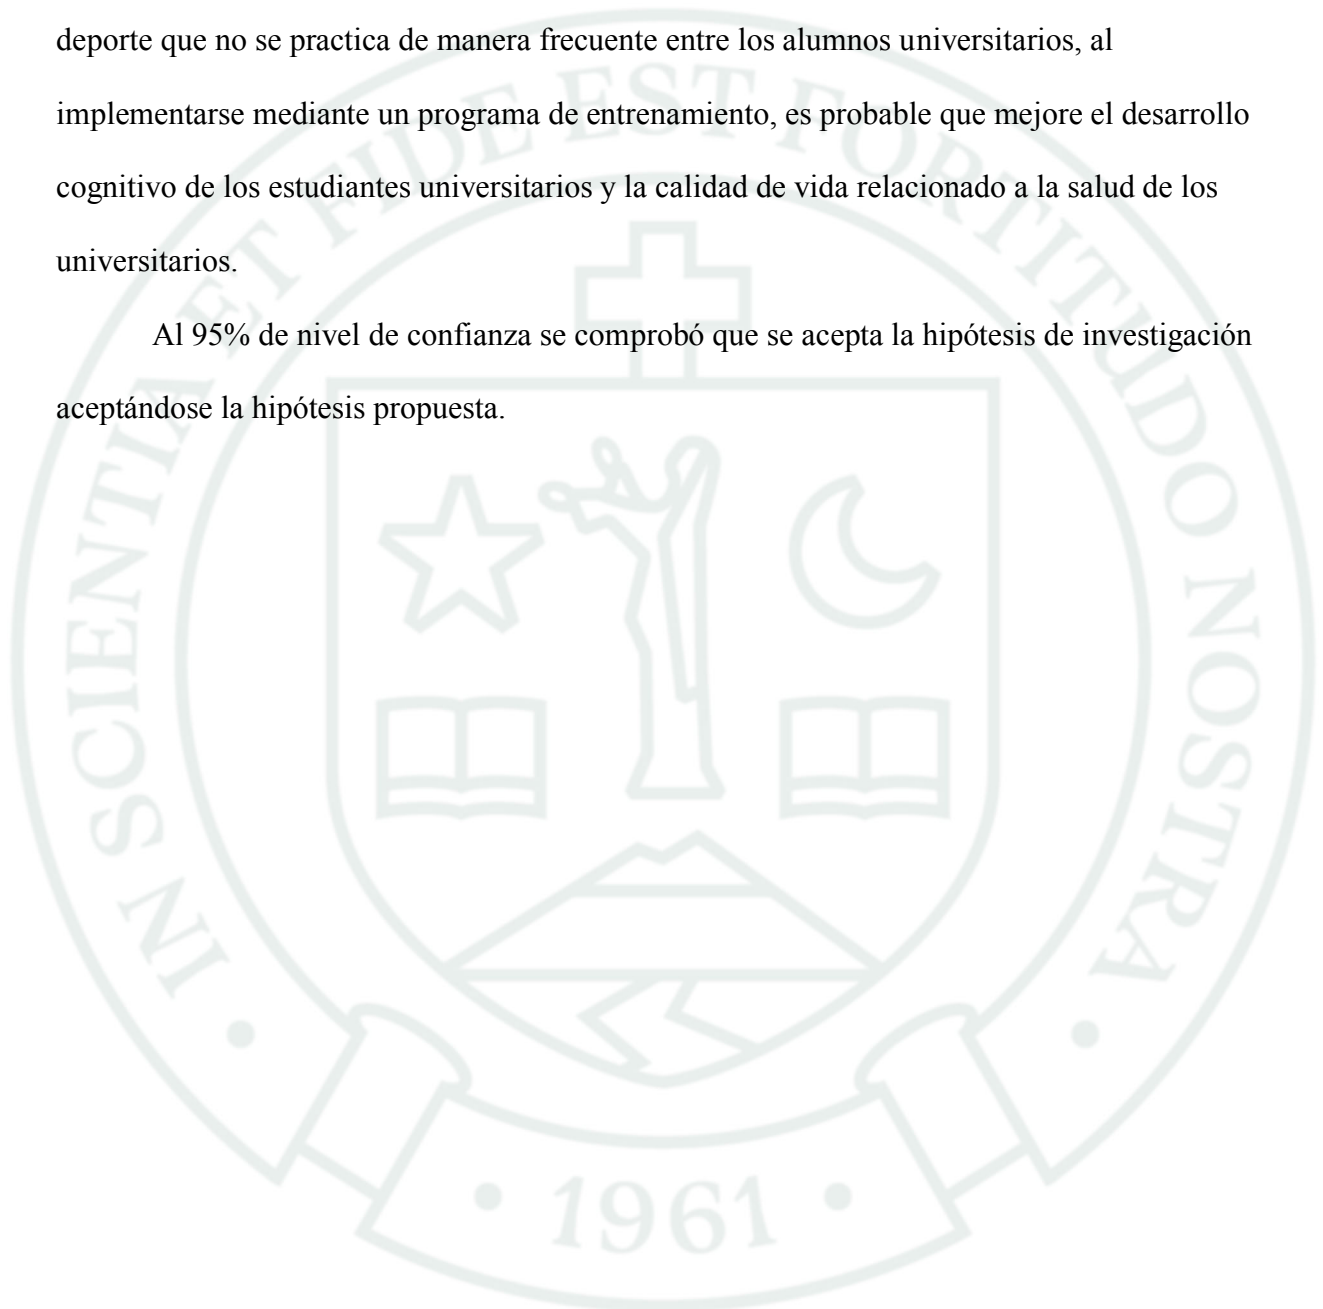 deporte que no se practica de manera frecuente entre los alumnos universitarios, al
implementarse mediante un programa de entrenamiento, es probable que mejore el desarrollo
cognitivo de los estudiantes universitarios y la calidad de vida relacionado a la salud de los
universitarios.
Al 95% de nivel de confianza se comprobó que se acepta la hipótesis de investigación
aceptándose la hipótesis propuesta.
IN SCIENTIA ET FIDE EST FORTITUDO NOSTRA
• 1961 •